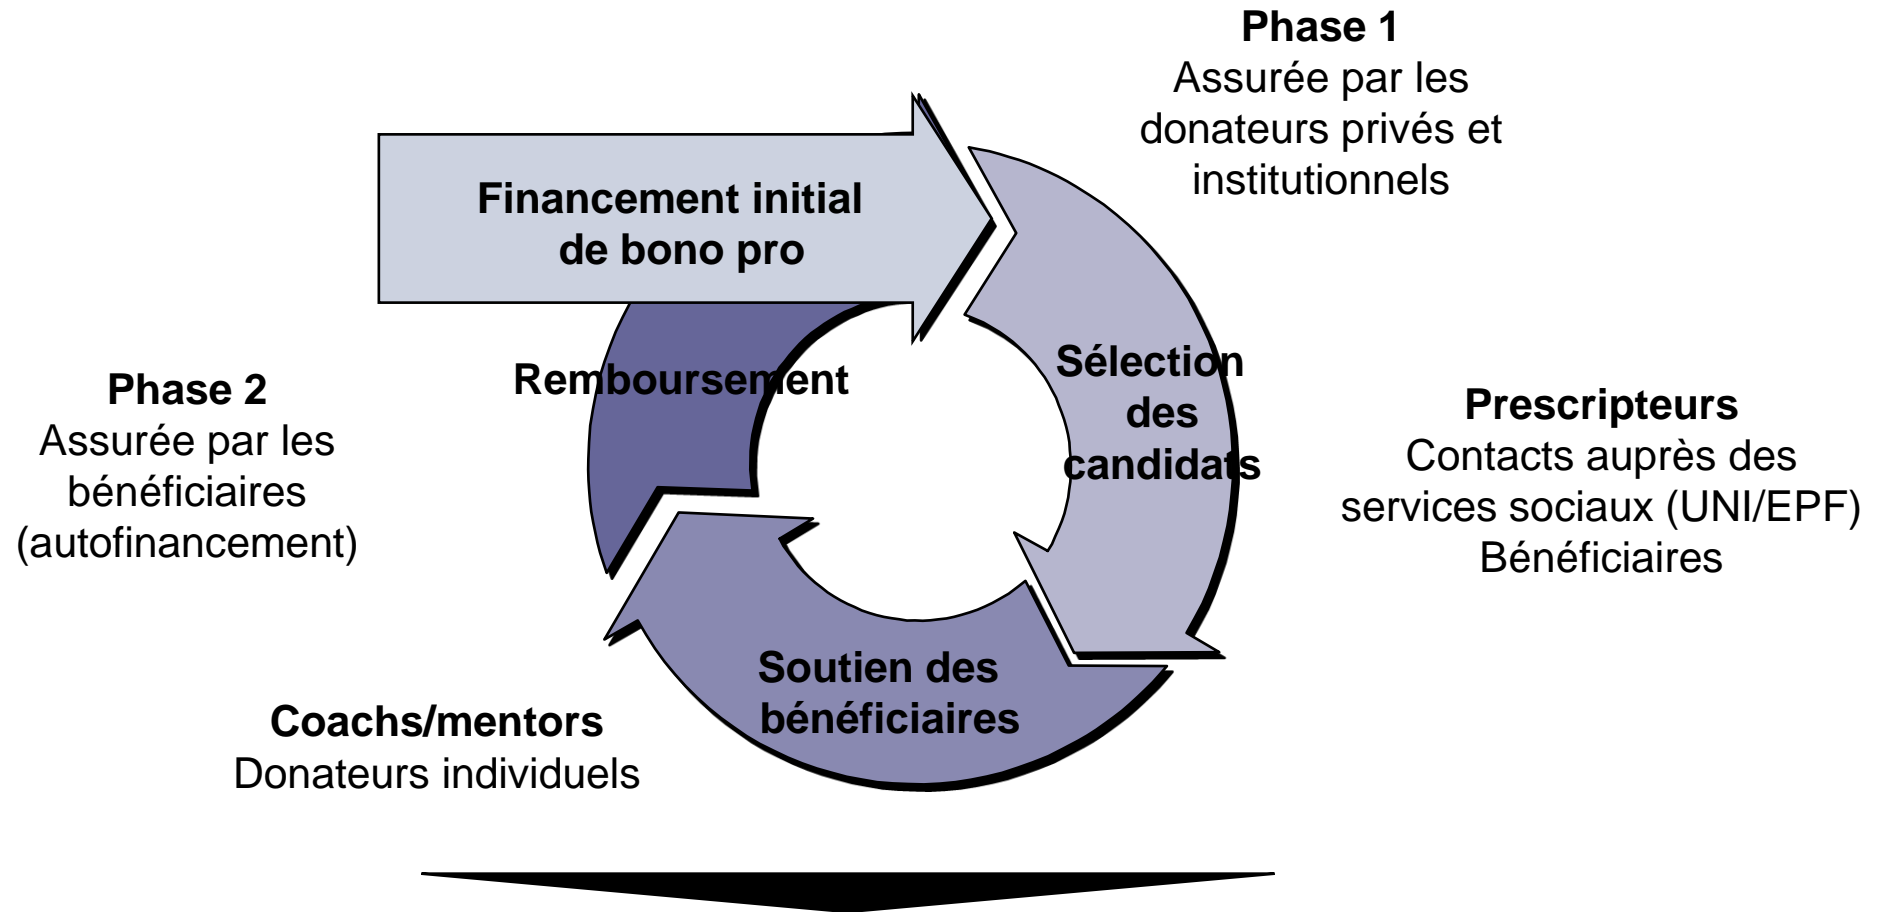 Phase 1
Assurée par les
donateurs privés et
institutionnels
Financement initial
de bono pro
Sélection
des
candidats
Prescripteurs
Contacts auprès des
services sociaux (UNI/EPF)
Bénéficiaires
Remboursement
Phase 2
Assurée par les
bénéficiaires
(autofinancement)
Soutien des
bénéficiaires
Coachs/mentors
Donateurs individuels